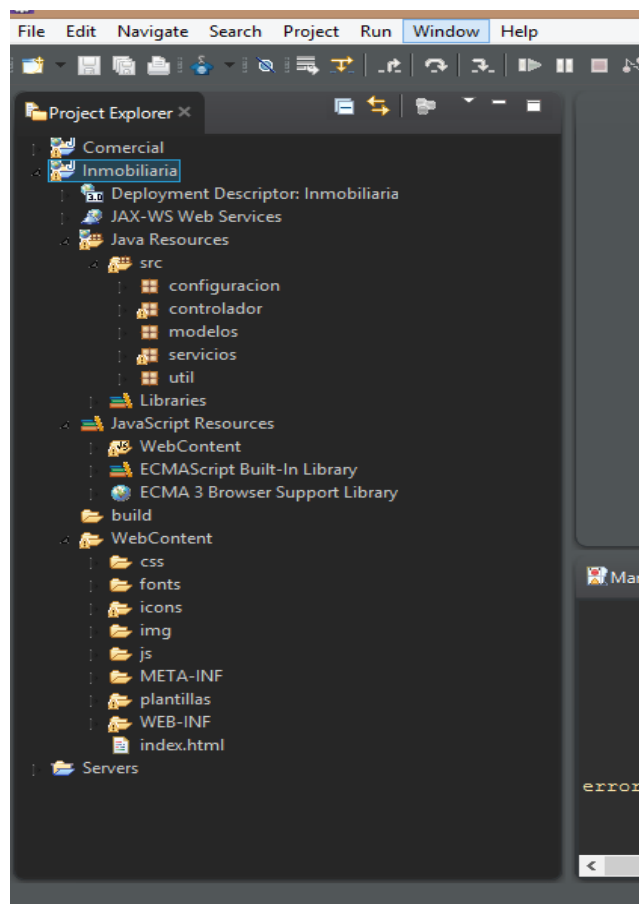 File Edit Navigate Search Project Run Window Help
Project Explorer
Comercial
Inmobiliaria
3.0 Deployment Descriptor: Inmobiliaria
JAX-WS Web Services
Java Resources
src
configuracion
controlador
modelos
servicios
util
Libraries
JavaScript Resources
WebContent
ECMAScript Built-In Library
ECMA 3 Browser Support Library
build
WebContent
css
fonts
icons
img
js
META-INF
plantillas
WEB-INF
index.html
Servers
Mar
error